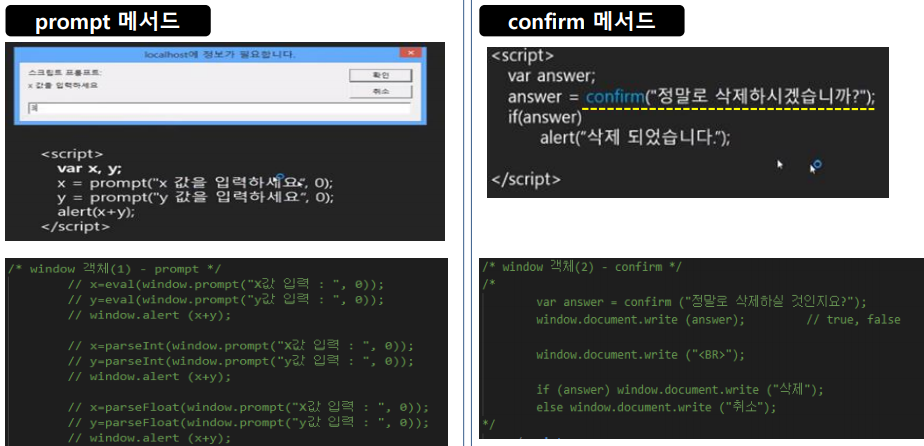 prompt 메서드
localhost에 정보가 필요합니다.
스크립트 프롬프트:
x 값을 입력하세요
확인
취소
<script>
var x, y;
x = prompt("x 값을 입력하세요", 0);
y = prompt("y 값을 입력하세요", 0);
alert(x+y);
</script>
/* window 객체(1) - prompt */
// x=eval(window.prompt("X값 입력 : ", 0));
// y=eval(window.prompt("y값 입력 : ", 0));
// window.alert (x+y);
// x=parseInt(window.prompt("X값 입력 : ", 0));
// y=parseInt(window.prompt("y값 입력 : ", 0));
// window.alert (x+y);
// x=parseFloat(window.prompt("X값 입력 : ", 0));
// y=parseFloat(window.prompt("y값 입력 : ", 0));
// window.alert (x+y);
confirm 메서드
<script>
var answer;
answer = confirm("정말로 삭제하시겠습니까?");
if(answer)
alert("삭제 되었습니다.");
</script>
/* window 객체(2) - confirm */
/*
var answer = confirm ("정말로 삭제하실 것인지요?");
window.document.write (answer); // true, false
window.document.write ("<BR>");
if (answer) window.document.write ("삭제");
else window.document.write ("취소");
*/